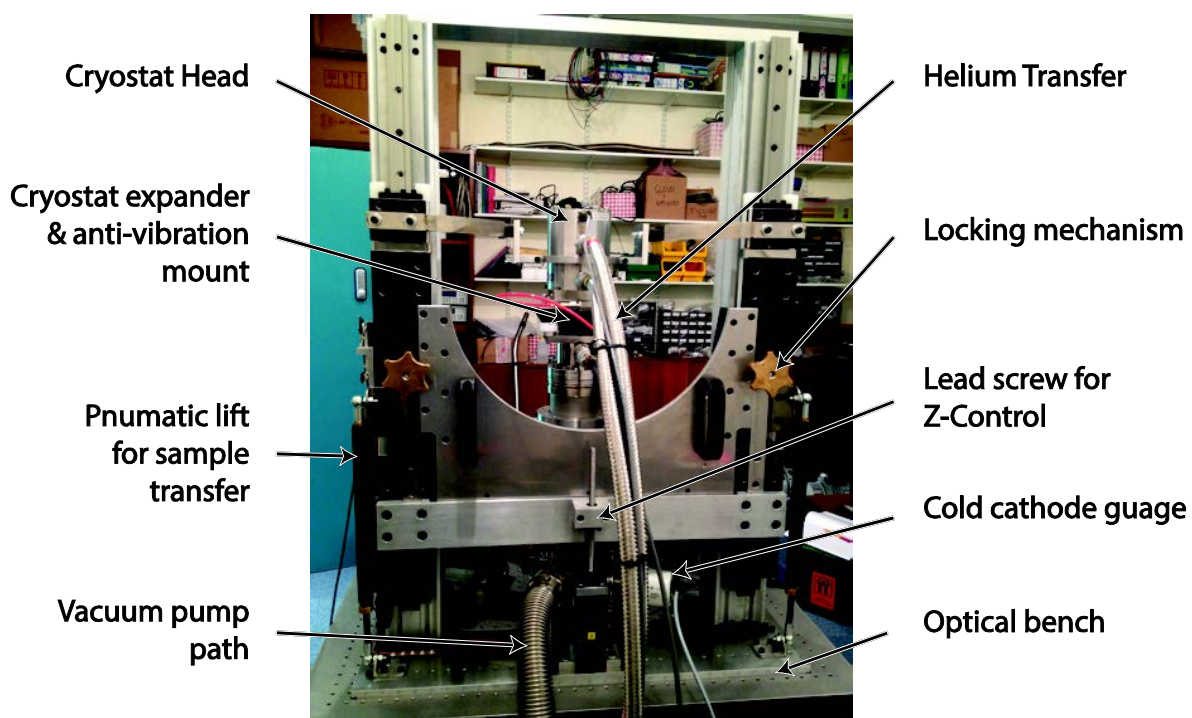 Cryostat Head
Cryostat expander
& anti-vibration
mount
Pnumatic lift
for sample
transfer
Vacuum pump
path
Helium Transfer
Locking mechanism
Lead screw for
Z-Control
Cold cathode guage
Optical bench